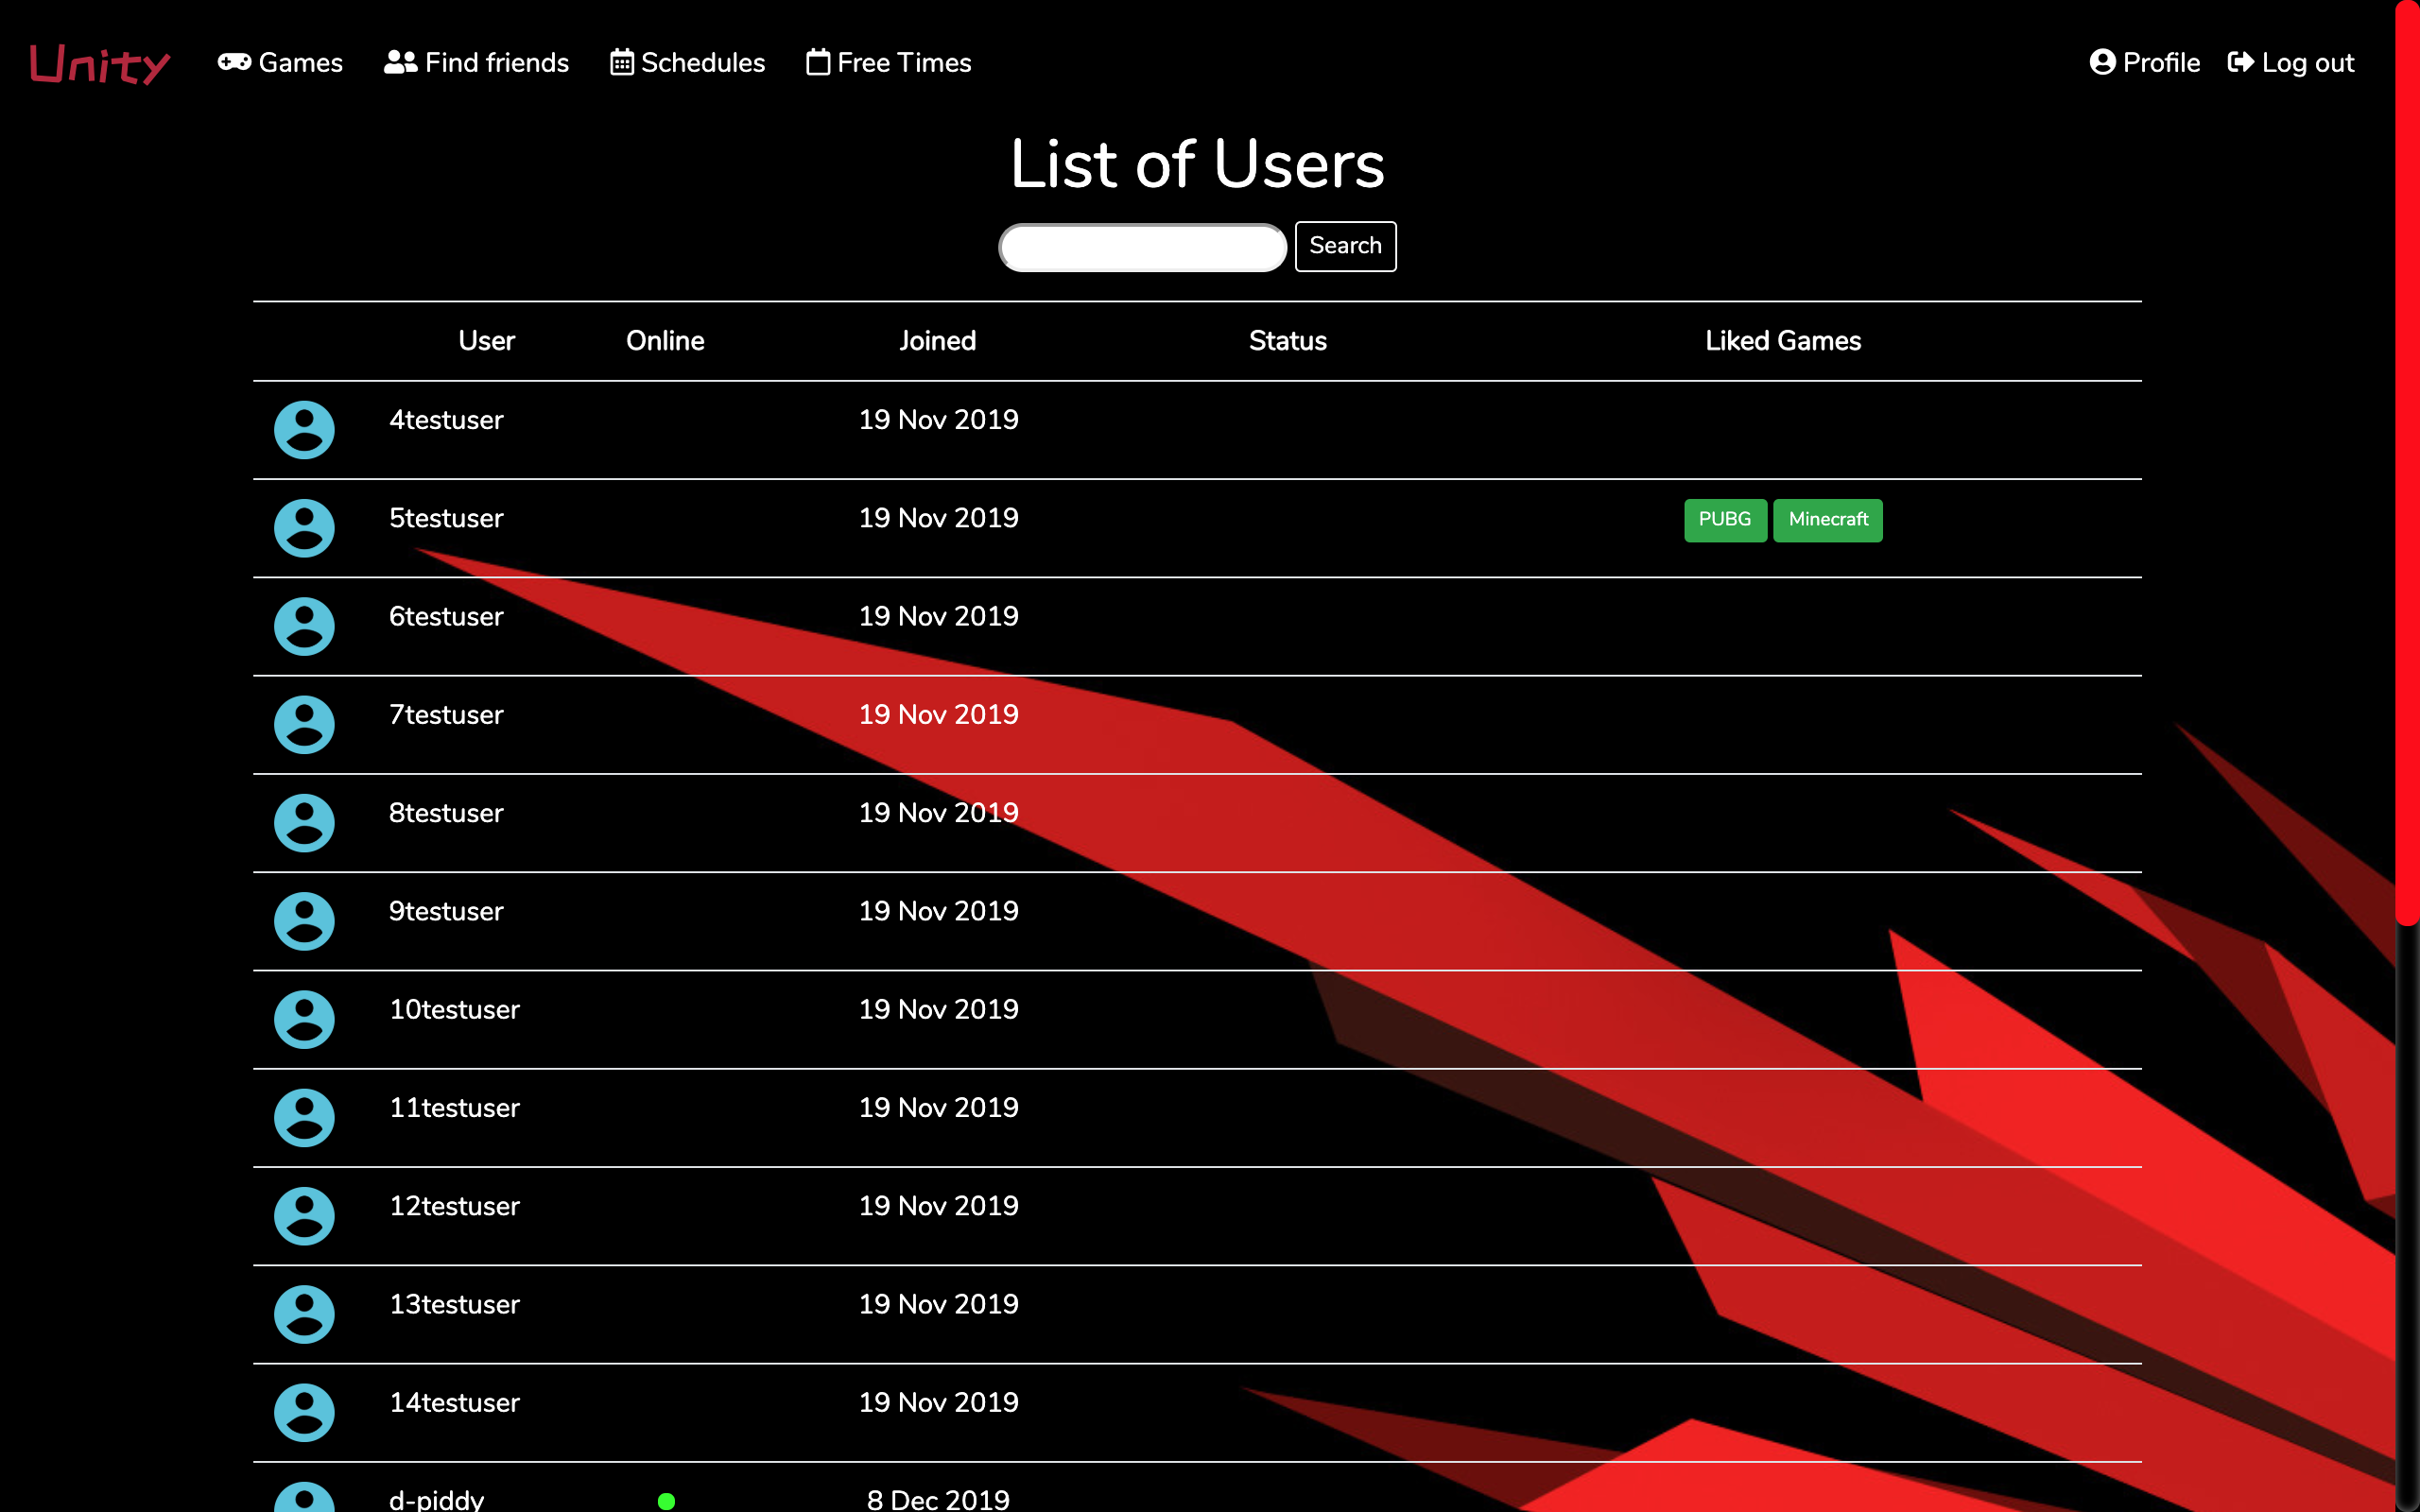 Unity Games Find friends Schedules Free Times Profile Log out
List of Users
Search
User Online Joined Status Liked Games
4testuser 19 Nov 2019
5testuser 19 Nov 2019 PUBG Minecraft
6testuser 19 Nov 2019
7testuser 19 Nov 2019
8testuser 19 Nov 2019
9testuser 19 Nov 2019
10testuser 19 Nov 2019
11testuser 19 Nov 2019
12testuser 19 Nov 2019
13testuser 19 Nov 2019
14testuser 19 Nov 2019
d-piddy 8 Dec 2019